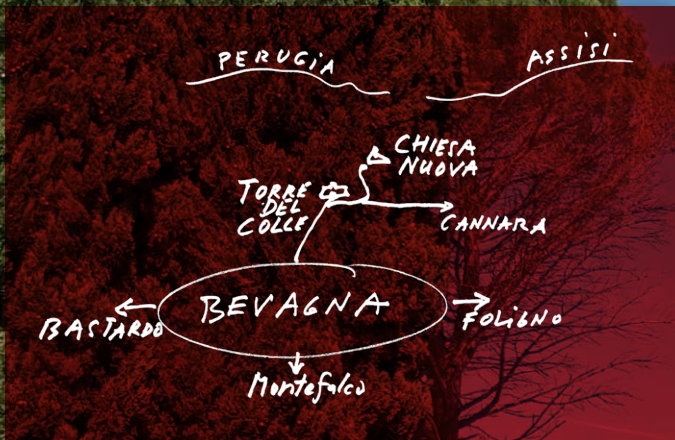 PERUGIA
ASSISI
CHIESA
NUOVA
TORRE
DEL
COLLE
CANNARA
BEVAGNA
BASTARDO
FOLIGNO
Montefalco